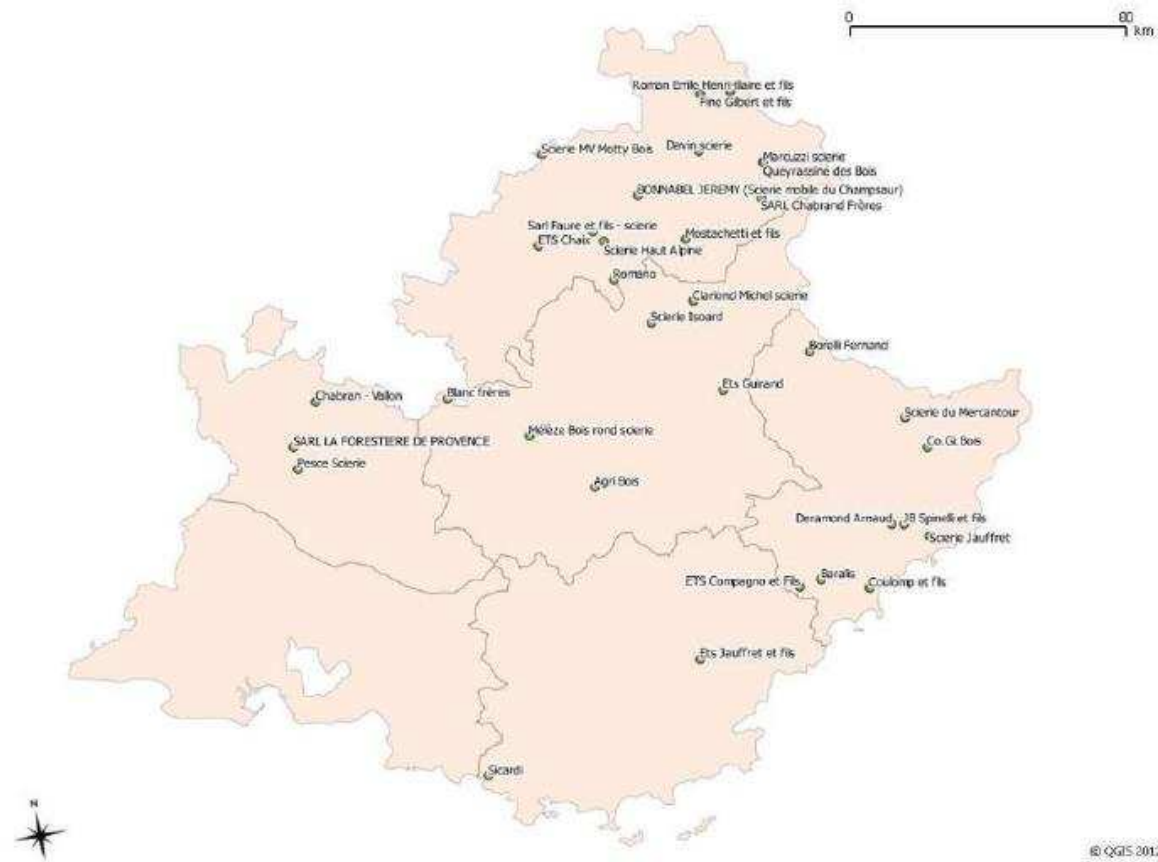 0 80
km
Roman Emile Henri-Illaire et fils
Fine Gilbert et fils
Scierie MV Motty Bois
Devin scierie
Marcuzzi scierie
Queyrassine des Bois
BONNABEL JEREMY (Scierie mobile du Champsaur)
SARL Chabrand Frères
Sarl Faure et fils - scierie
ETS Chaix
Scierie Haut Alpine
Mostachetti et fils
Romano
Clariond Michel scierie
Scierie Isoard
Borelli Fernand
Ets Guirand
Chabran - Vallon
Blanc frères
Scierie du Mercantour
Mélèze Bois rond scierie
SARL LA FORESTIERE DE PROVENCE
Co.Gi.Bois
Pesce Scierie
Agri Bois
Deramond Arnaud
JB Spinelli et fils
Scierie Jauffret
ETS Compagno et Fils
Baralis
Coulomp et fils
Ets Jauffret et fils
Sicardi
N
© QGIS 2012